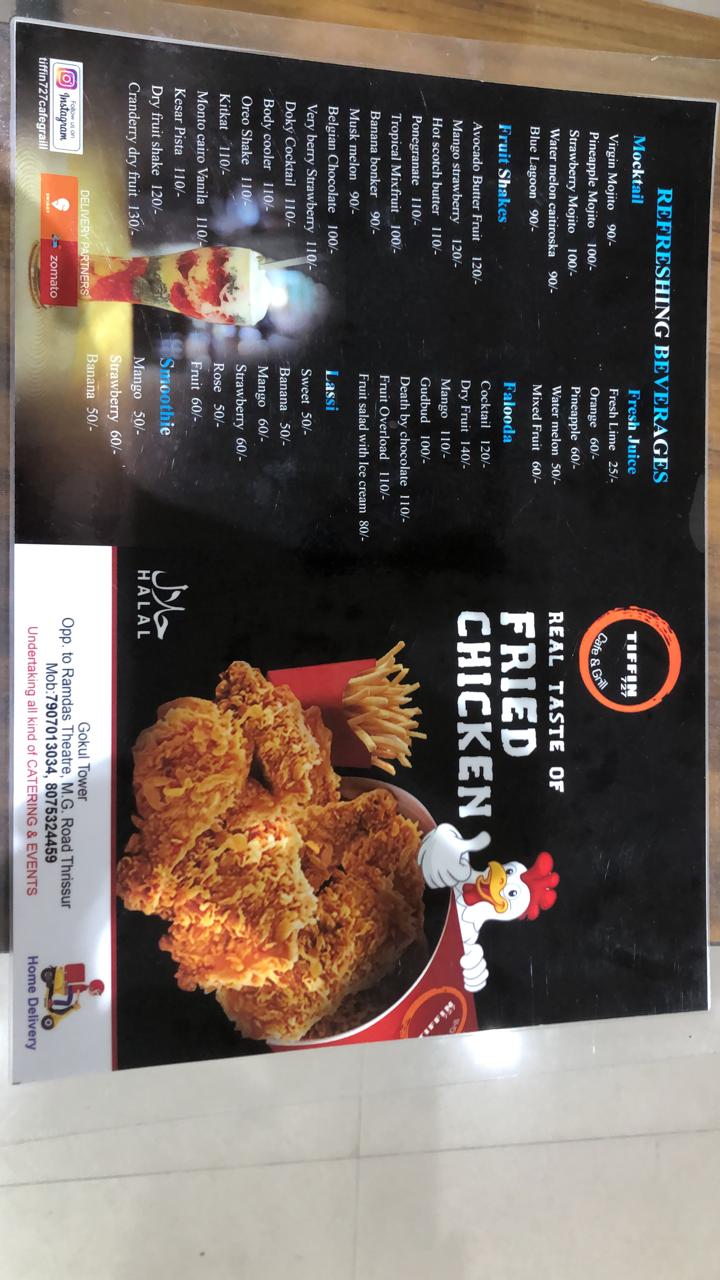 REFRESHING BEVERAGES
Mocktail
Virgin Mojito 90/-
Pineapple Mojito 100/-
Strawberry Mojito 100/-
Water melon caitiroska 90/-
Blue Lagoon 90/-
Fruit Shakes
Avocado Butter Fruit 120/-
Mango strawberry 120/-
Hot scotch butter 110/-
Ponegranate 110/-
Tropical Mixfruit 100/-
Banana bonker 90/-
Musk melon 90/-
Belgian Chocolate 100/-
Very berry Strawberry 110/-
Doky Cocktail 110/-
Body cooler 110/-
Oreo Shake 110/-
Kitkat 110/-
Monto cairo Vanila 110/-
Kesar Pista 110/-
Dry fruit shake 120/-
Cranderry dry fruit 130/-
Fresh Juice
Fresh Lime 25/-
Orange 60/-
Pineapple 60/-
Water melon 50/-
Mixed Fruit 60/-
Falooda
Cocktail 120/-
Dry Fruit 140/-
Mango 110/-
Gudbud 100/-
Death by chocolate 110/-
Fruit Overload 110/-
Fruit salad with Ice cream 80/-
Lassi
Sweet 50/-
Banana 50/-
Mango 60/-
Strawberry 60/-
Rose 50/-
Fruit 60/-
Smoothie
Mango 50/-
Strawberry 60/-
Banana 50/-
Follow us on
Instagram
tiffin727cafegraill
DELIVERY PARTNERS
SWIGGY
zomato
TIFFIN
727
Cafe & Grill
REAL TASTE OF
FRIED
CHICKEN
حلال
HALAL
Gokul Tower
Opp. to Ramdas Theatre, M.G. Road Thrissur
Mob:7907013034, 8075324459
Undertaking all kind of CATERING & EVENTS
Home Delivery